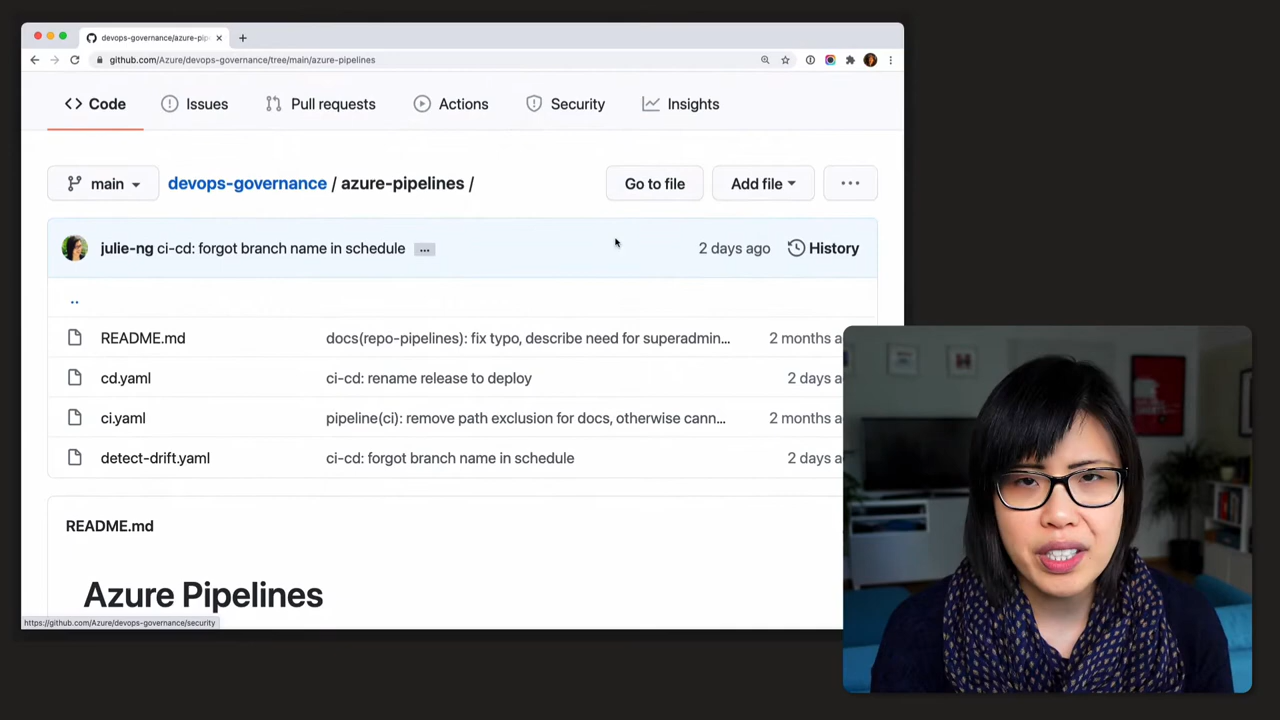 devops-governance/azure-pip
github.com/Azure/devops-governance/tree/main/azure-pipelines
Code Issues Pull requests Actions Security Insights
main devops-governance / azure-pipelines / Go to file Add file ...
julie-ng ci-cd: forgot branch name in schedule ... 2 days ago History
..
README.md docs(repo-pipelines): fix typo, describe need for superadmin... 2 months a
cd.yaml ci-cd: rename release to deploy 2 days a
ci.yaml pipeline(ci): remove path exclusion for docs, otherwise cann... 2 months a
detect-drift.yaml ci-cd: forgot branch name in schedule 2 days a
README.md
Azure Pipelines
https://github.com/Azure/devops-governance/security